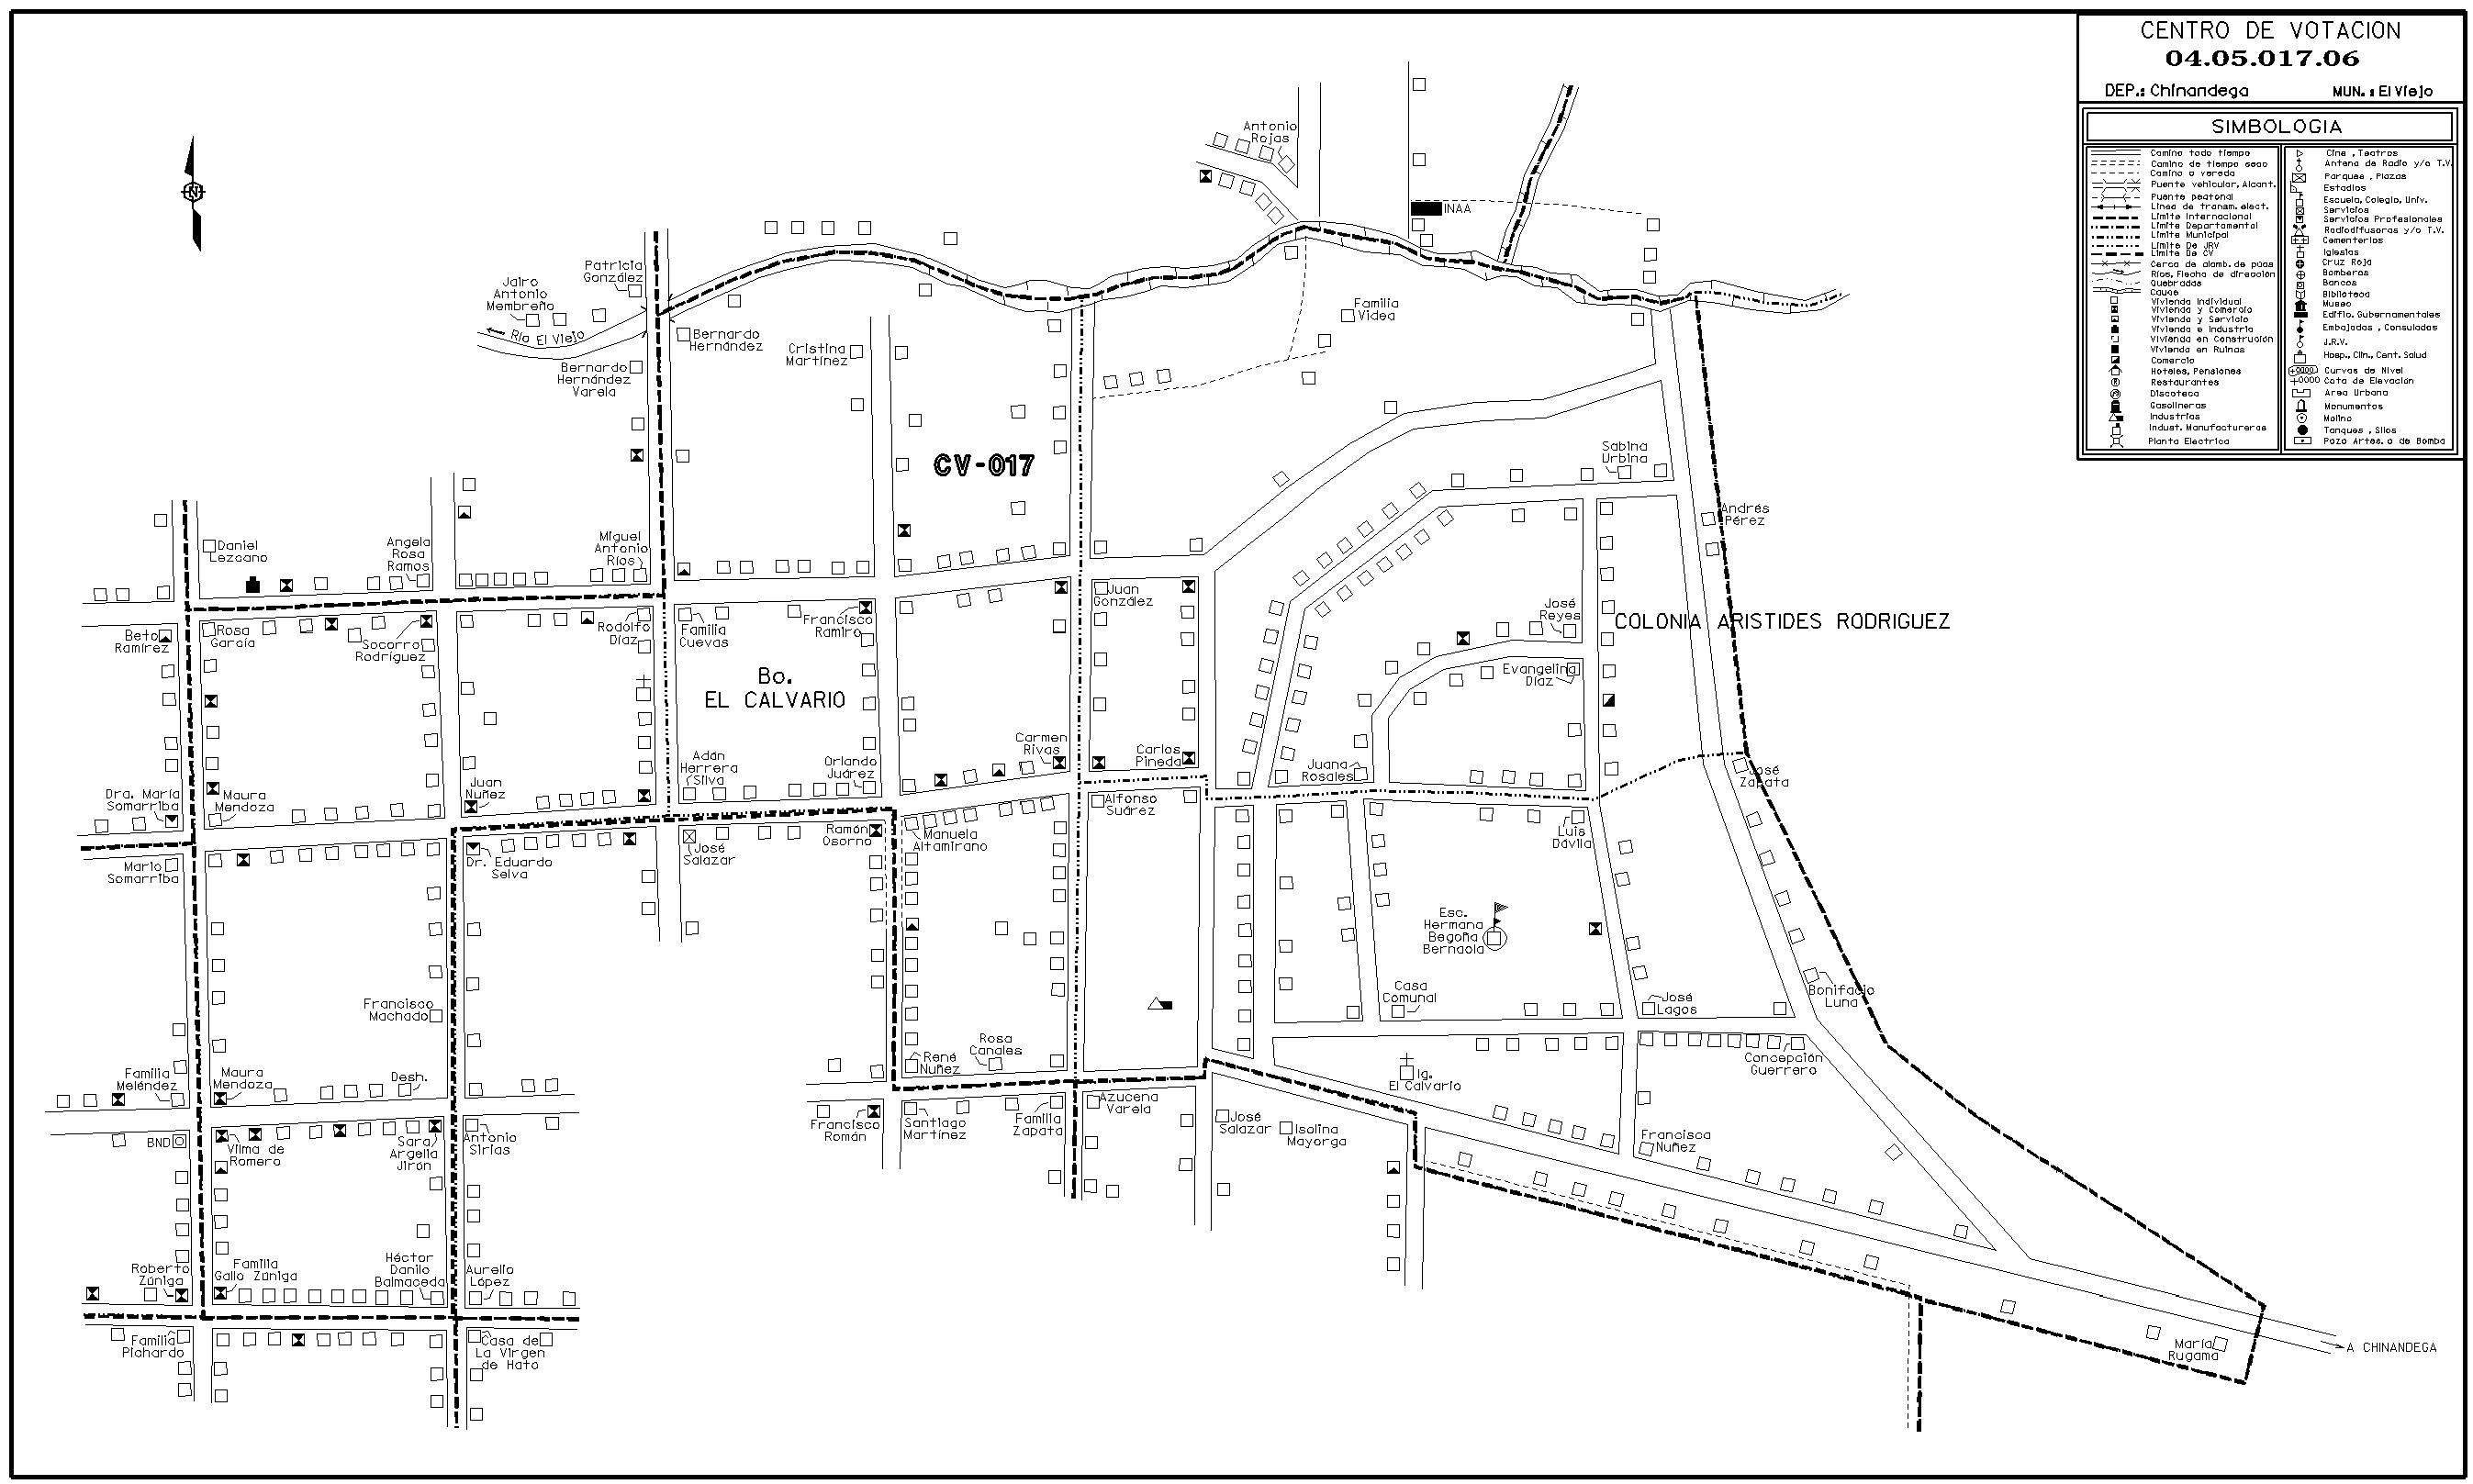 CENTRO DE VOTACION
04.05.017.06
DEP.: Chinandega
MUN. : El Viejo
SIMBOLOGIA
Camino todo tiempo
Camino de tiempo seco
Camino o vereda
Puente vehicular, Alcant.
Puente peatonal
Linea de transm. elect.
Limite Internacional
Limite Departamental
Limite Municipal
Limite De JRV
Limite De CV
Cerca de alamb. de púas
Ríos, Flecha de dirección
Quebradas
Cauce
Vivienda Individual
Vivienda y Comercio
Vivienda y Servicio
Vivienda e Industria
Vivienda en Construción
Vivienda en Ruinas
Comercio
Hoteles, Pensiones
Restaurantes
Discoteca
Gasolineras
Industrias
Indust. Manufactureras
Planta Electrica
Cine , Teatros
Antena de Radio y/o T.V.
Parques , Plazas
Estadios
Escuela, Colegio, Univ.
Servicios
Servicios Profesionales
Radiodifusoras y/o T.V.
Cementerios
Iglesias
Cruz Roja
Bomberos
Bancos
Biblioteca
Museo
Edific. Gubernamentales
Embajadas , Consulados
J.R.V.
Hosp., Clin., Cent. Salud
Curvas de Nivel
Cota de Elevación
Area Urbana
Monumentos
Molino
Tanques , Silos
Pozo Artes. o de Bomba
N
Antonio
Rojas
INAA
Patricia
González
Jairo
Antonio
Membreño
Río El Viejo
Bernardo
Hernández
Bernardo
Hernández
Varela
Cristina
Martínez
Familia
Videa
CV-017
Sabina
Urbina
Andrés
Pérez
Daniel
Lezcano
Angela
Rosa
Ramos
Miguel
Antonio
Ríos
Juan
González
José
Reyes
COLONIA ARISTIDES RODRIGUEZ
Beto
Ramírez
Rosa
García
Socorro
Rodríguez
Rodolfo
Díaz
Familia
Cuevas
Francisco
Ramiro
Bo.
EL CALVARIO
Evangelina
Díaz
Carmen
Rivas
Carlos
Pineda
Juana
Rosales
José
Zapata
Adán
Herrera
Silva
Orlando
Juárez
Juan
Nuñez
Dra. María
Somarriba
Maura
Mendoza
Alfonso
Suárez
Luis
Dávila
Mario
Somarriba
Dr. Eduardo
Selva
José
Salazar
Ramón
Osorno
Manuela
Altamirano
Esc.
Hermana
Begoña
Bernaola
Casa
Comunal
José
Lagos
Bonifacio
Luna
Francisco
Machado
Rosa
Canales
René
Nuñez
Concepción
Guerrero
Familia
Meléndez
Maura
Mendoza
Desh.
Ig.
El Calvario
Francisco
Román
Santiago
Martínez
Familia
Zapata
Azucena
Varela
José
Salazar
Isolina
Mayorga
Francisca
Nuñez
BND
Vilma de
Romero
Sara
Argelia
Jirón
Antonio
Sirias
Roberto
Zúniga
Familia
Gallo Zúniga
Héctor
Danilo
Balmaceda
Aurelio
López
Familia
Pichardo
Casa de
La Virgen
de Hato
María
Rugama
A CHINANDEGA